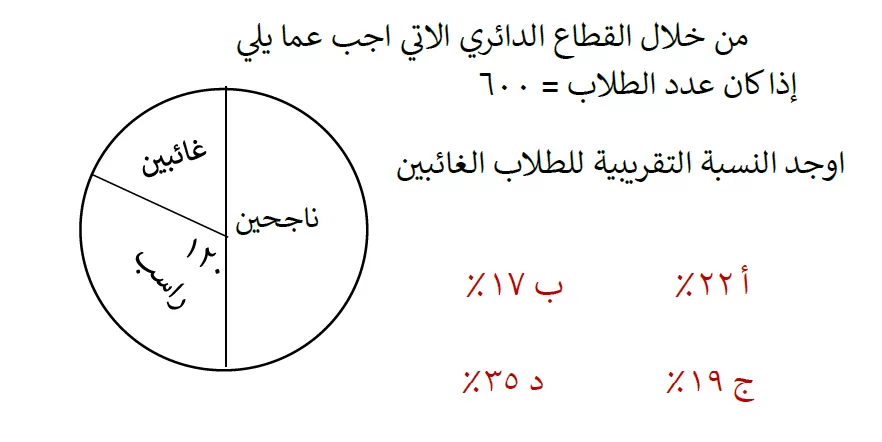 من خلال القطاع الدائري الاتي اجب عما يلي
إذا كان عدد الطلاب = ٦٠٠
اوجد النسبة التقريبية للطلاب الغائبين
غائبين
ناجحين
١٢٠
راسب
أ ٢٢٪
ب ١٧٪
ج ١٩٪
د ٣٥٪